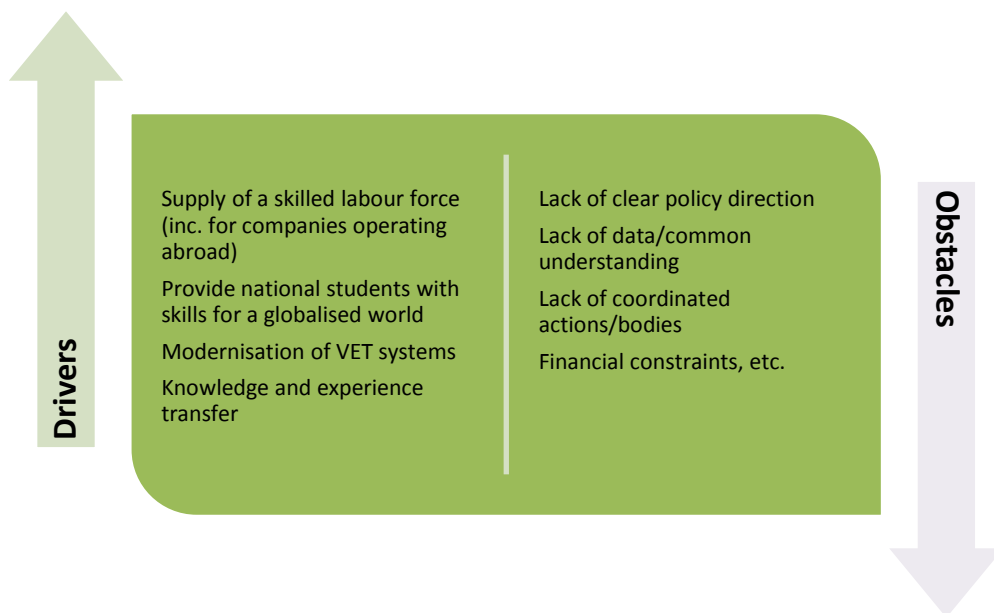 Drivers
Supply of a skilled labour force
(inc. for companies operating
abroad)
Provide national students with
skills for a globalised world
Modernisation of VET systems
Knowledge and experience
transfer
Lack of clear policy direction
Lack of data/common
understanding
Lack of coordinated
actions/bodies
Financial constraints, etc.
Obstacles